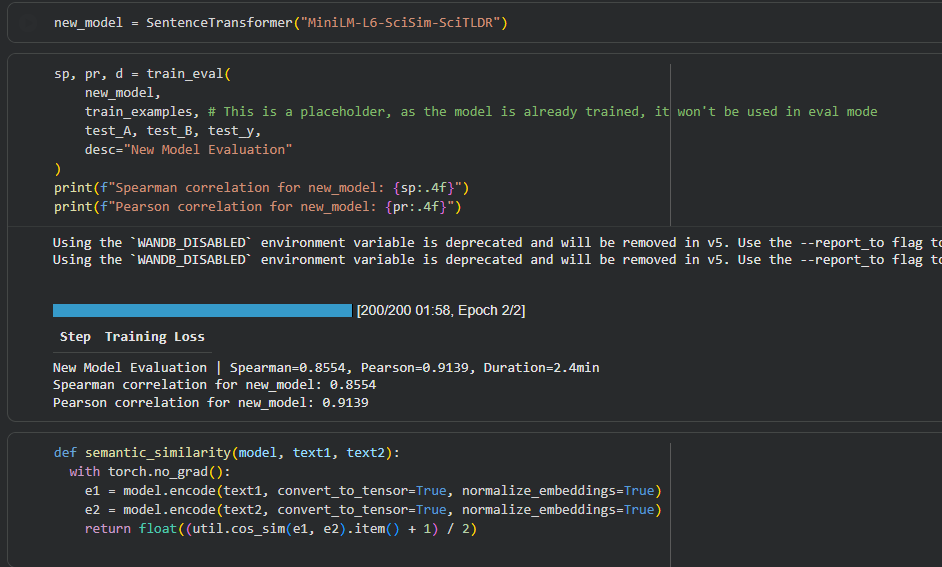 new_model = SentenceTransformer("MiniLM-L6-SciSim-SciTLDR")
sp, pr, d = train_eval(
    new_model,
    train_examples, # This is a placeholder, as the model is already trained, it won't be used in eval mode
    test_A, test_B, test_y,
    desc="New Model Evaluation"
)
print(f"Spearman correlation for new_model: {sp:.4f}")
print(f"Pearson correlation for new_model: {pr:.4f}")
Using the `WANDB_DISABLED` environment variable is deprecated and will be removed in v5. Use the --report_to flag to
Using the `WANDB_DISABLED` environment variable is deprecated and will be removed in v5. Use the --report_to flag to
[200/200 01:58, Epoch 2/2]
Step Training Loss
New Model Evaluation | Spearman=0.8554, Pearson=0.9139, Duration=2.4min
Spearman correlation for new_model: 0.8554
Pearson correlation for new_model: 0.9139
def semantic_similarity(model, text1, text2):
  with torch.no_grad():
    e1 = model.encode(text1, convert_to_tensor=True, normalize_embeddings=True)
    e2 = model.encode(text2, convert_to_tensor=True, normalize_embeddings=True)
    return float((util.cos_sim(e1, e2).item() + 1) / 2)